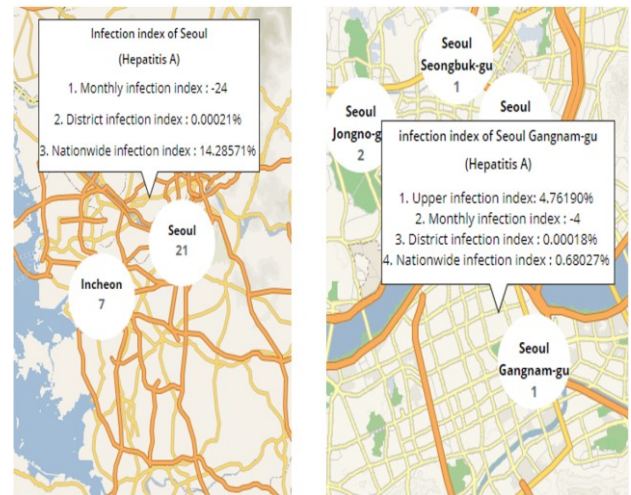 Infection index of Seoul
(Hepatitis A)
1. Monthly infection index : -24
2. District infection index : 0.00021%
3. Nationwide infection index : 14.28571%
Seoul
21
Incheon
7
Seoul
Seongbuk-gu
1
Seoul
Seoul
Jongno-g
2
infection index of Seoul Gangnam-gu
(Hepatitis A)
1. Upper infection index: 4.76190%
2. Monthly infection index : -4
3. District infection index : 0.00018%
4. Nationwide infection index : 0.68027%
Seoul
Gangnam-gu
1